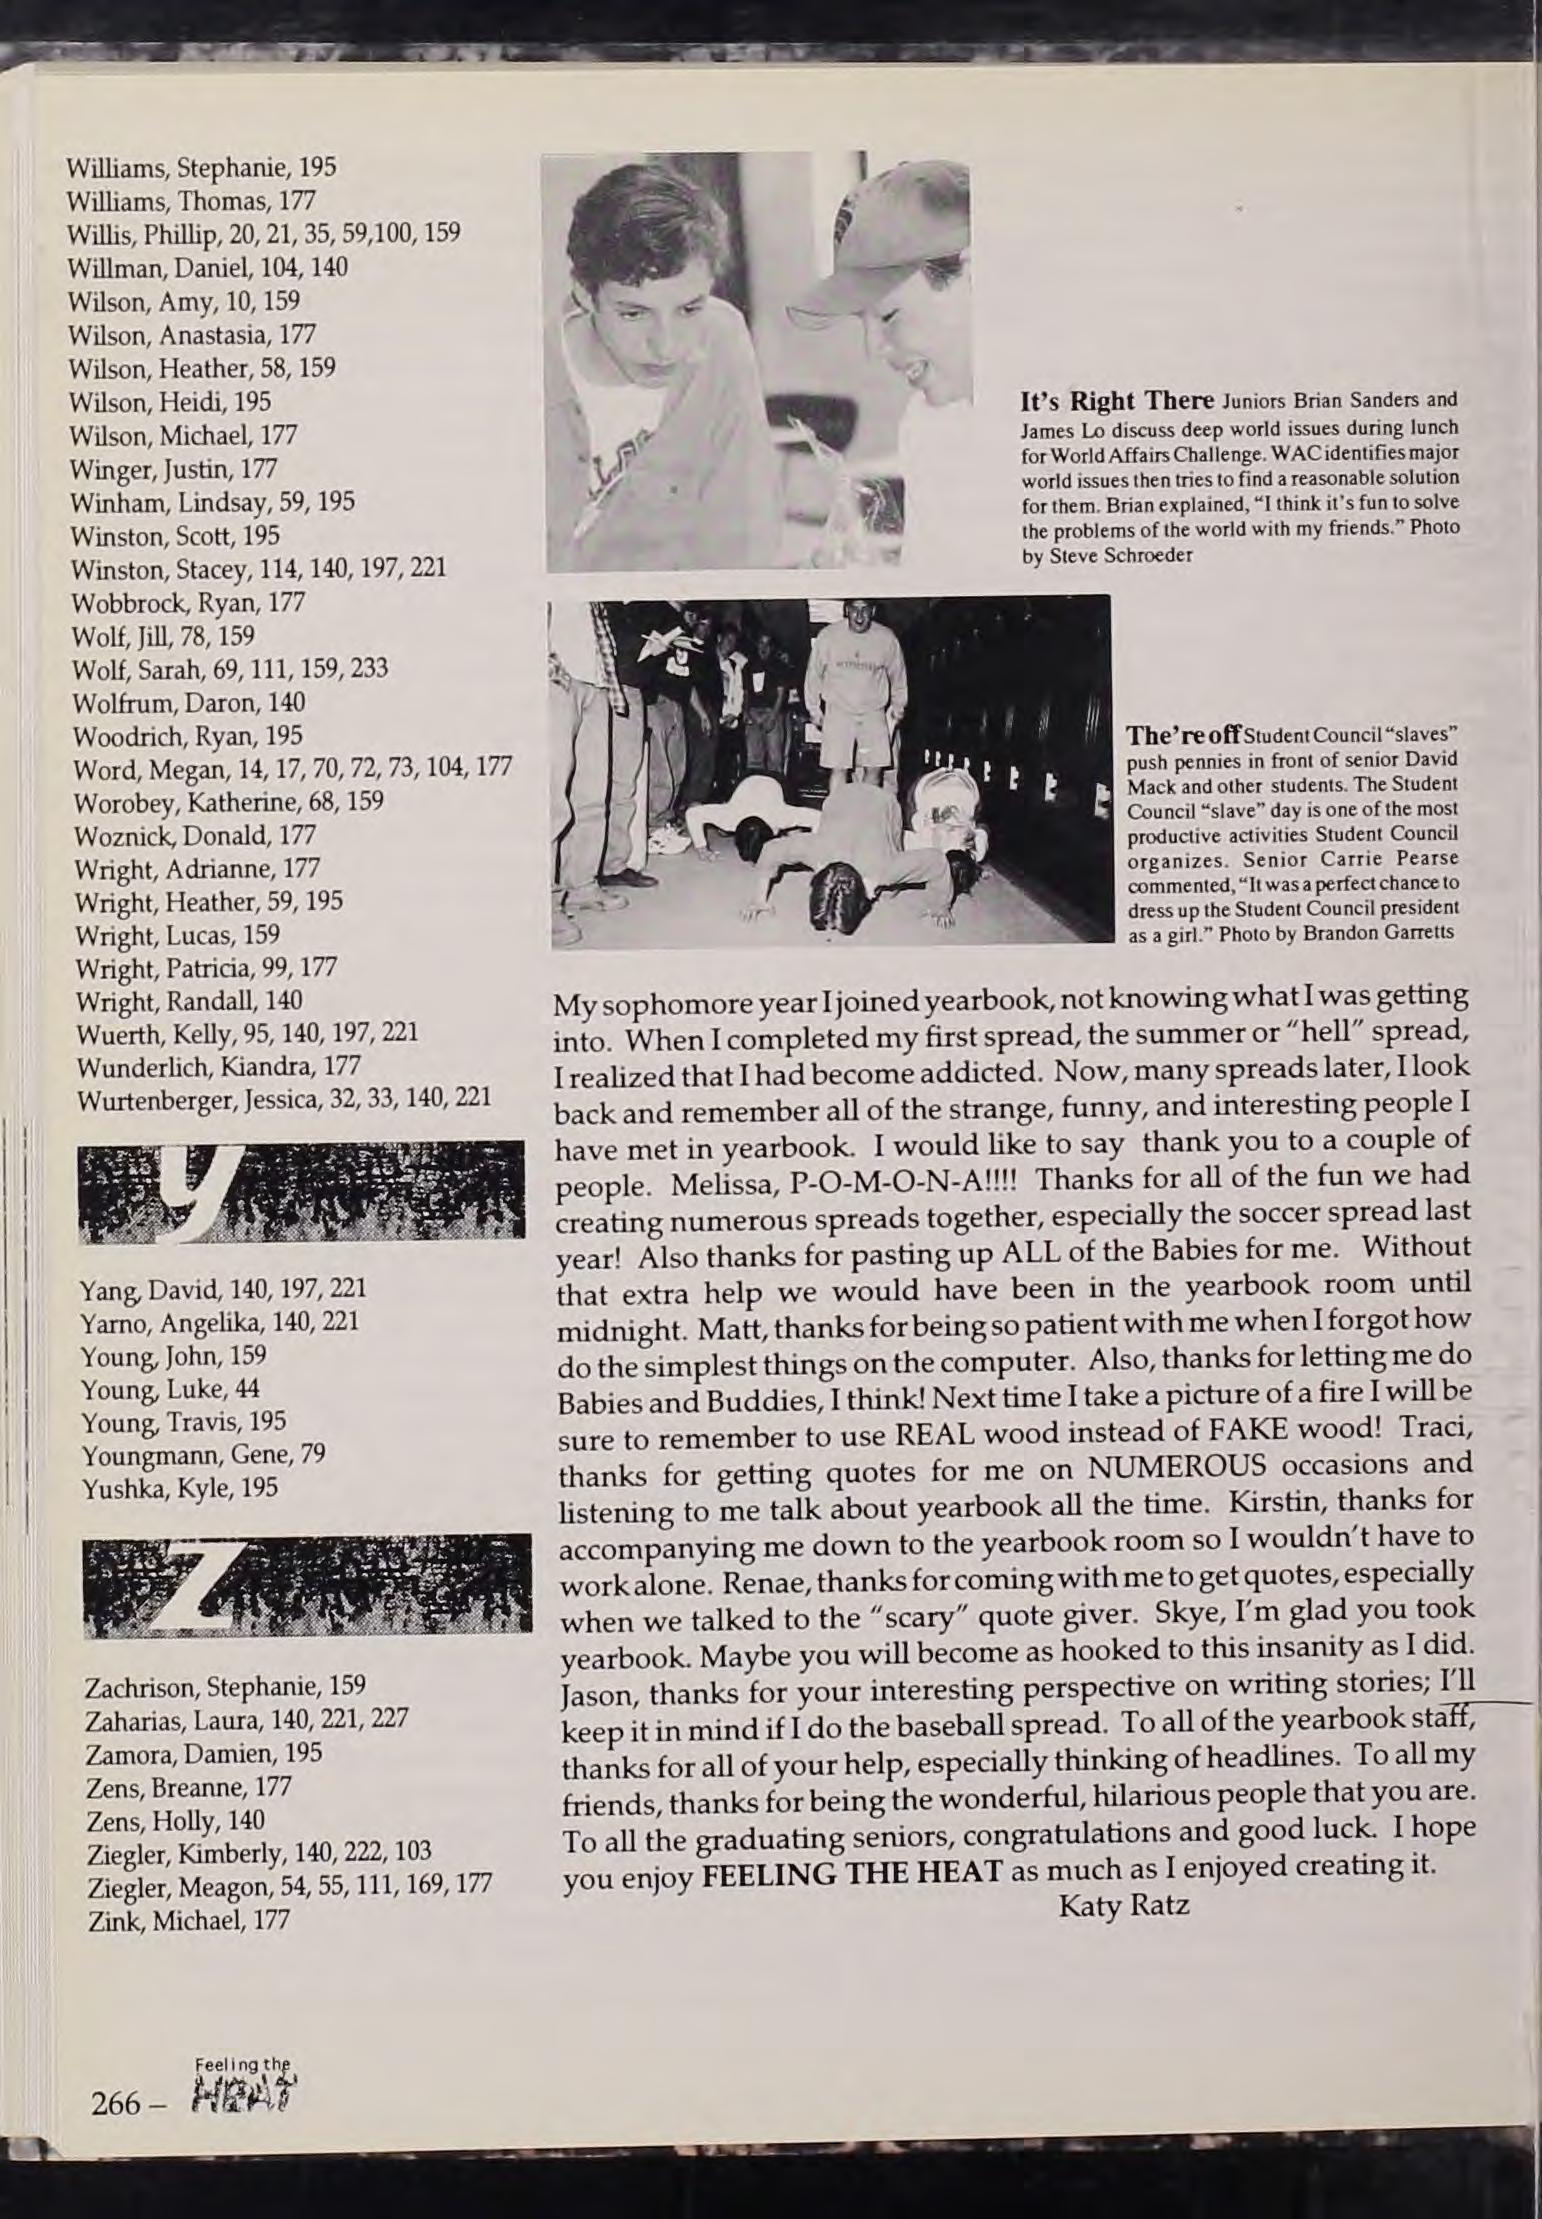 Williams, Stephanie, 195
Williams, Thomas, 177
Willis, Phillip, 20, 21, 35, 59,100, 159
Willman, Daniel, 104, 140
Wilson, Amy, 10, 159
Wilson, Anastasia, 177
Wilson, Heather, 58, 159
Wilson, Heidi, 195
Wilson, Michael, 177
Winger, Justin, 177
Winham, Lindsay, 59, 195
Winston, Scott, 195
Winston, Stacey, 114, 140, 197, 221
Wobbrock, Ryan, 177
Wolf, Jill, 78, 159
Wolf, Sarah, 69, 111, 159, 233
Wolfrum, Daron, 140
Woodrich, Ryan, 195
Word, Megan, 14, 17, 70, 72, 73, 104, 177
Worobey, Katherine, 68, 159
Woznick, Donald, 177
Wright, Adrianne, 177
Wright, Heather, 59, 195
Wright, Lucas, 159
Wright, Patricia, 99, 177
Wright, Randall, 140
Wuerth, Kelly, 95, 140, 197, 221
Wunderlich, Kiandra, 177
Wurtenberger, Jessica, 32, 33, 140, 221
y
Yang, David, 140, 197, 221
Yarno, Angelika, 140, 221
Young, John, 159
Young, Luke, 44
Young, Travis, 195
Youngmann, Gene, 79
Yushka, Kyle, 195
Z
Zachrison, Stephanie, 159
Zaharias, Laura, 140, 221, 227
Zamora, Damien, 195
Zens, Breanne, 177
Zens, Holly, 140
Ziegler, Kimberly, 140, 222, 103
Ziegler, Meagon, 54, 55, 111, 169, 177
Zink, Michael, 177
It's Right There Juniors Brian Sanders and
James Lo discuss deep world issues during lunch
for World Affairs Challenge. WAC identifies major
world issues then tries to find a reasonable solution
for them. Brian explained, "I think it's fun to solve
the problems of the world with my friends." Photo
by Steve Schroeder
The're off Student Council "slaves"
push pennies in front of senior David
Mack and other students. The Student
Council "slave" day is one of the most
productive activities Student Council
organizes. Senior Carrie Pearse
commented, "It was a perfect chance to
dress up the Student Council president
as a girl." Photo by Brandon Garretts
My sophomore year I joined yearbook, not knowing what I was getting
into. When I completed my first spread, the summer or "hell" spread,
I realized that I had become addicted. Now, many spreads later, I look
back and remember all of the strange, funny, and interesting people I
have met in yearbook. I would like to say thank you to a couple of
people. Melissa, P-O-M-O-N-A!!!! Thanks for all of the fun we had
creating numerous spreads together, especially the soccer spread last
year! Also thanks for pasting up ALL of the Babies for me. Without
that extra help we would have been in the yearbook room until
midnight. Matt, thanks for being so patient with me when I forgot how
do the simplest things on the computer. Also, thanks for letting me do
Babies and Buddies, I think! Next time I take a picture of a fire I will be
sure to remember to use REAL wood instead of FAKE wood! Traci,
thanks for getting quotes for me on NUMEROUS occasions and
listening to me talk about yearbook all the time. Kirstin, thanks for
accompanying me down to the yearbook room so I wouldn't have to
work alone. Renae, thanks for coming with me to get quotes, especially
when we talked to the "scary" quote giver. Skye, I'm glad you took
yearbook. Maybe you will become as hooked to this insanity as I did.
Jason, thanks for your interesting perspective on writing stories; I'll
keep it in mind if I do the baseball spread. To all of the yearbook staff,
thanks for all of your help, especially thinking of headlines. To all my
friends, thanks for being the wonderful, hilarious people that you are.
To all the graduating seniors, congratulations and good luck. I hope
you enjoy FEELING THE HEAT as much as I enjoyed creating it.
Katy Ratz
266 – Feeling the
HEAT